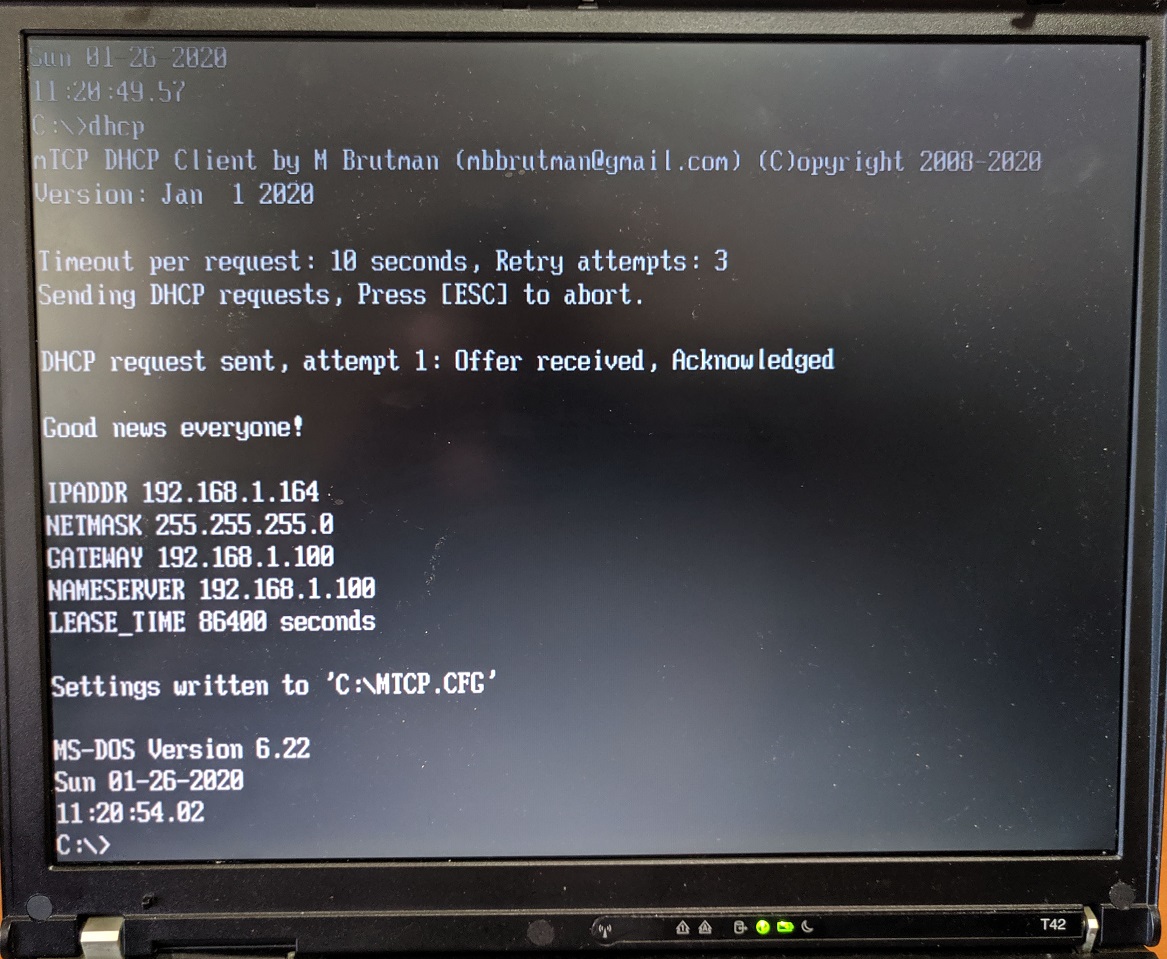 Sun 01-26-2020
11:20:49.57
C:\>dhcp
mTCP DHCP Client by M Brutman (mbbrutman@gmail.com) (C)opyright 2008-2020
Version: Jan  1 2020
Timeout per request: 10 seconds, Retry attempts: 3
Sending DHCP requests, Press [ESC] to abort.
DHCP request sent, attempt 1: Offer received, Acknowledged
Good news everyone!
IPADDR 192.168.1.164
NETMASK 255.255.255.0
GATEWAY 192.168.1.100
NAMESERVER 192.168.1.100
LEASE_TIME 86400 seconds
Settings written to 'C:\MTCP.CFG'
MS-DOS Version 6.22
Sun 01-26-2020
11:20:54.02
C:\>
T42